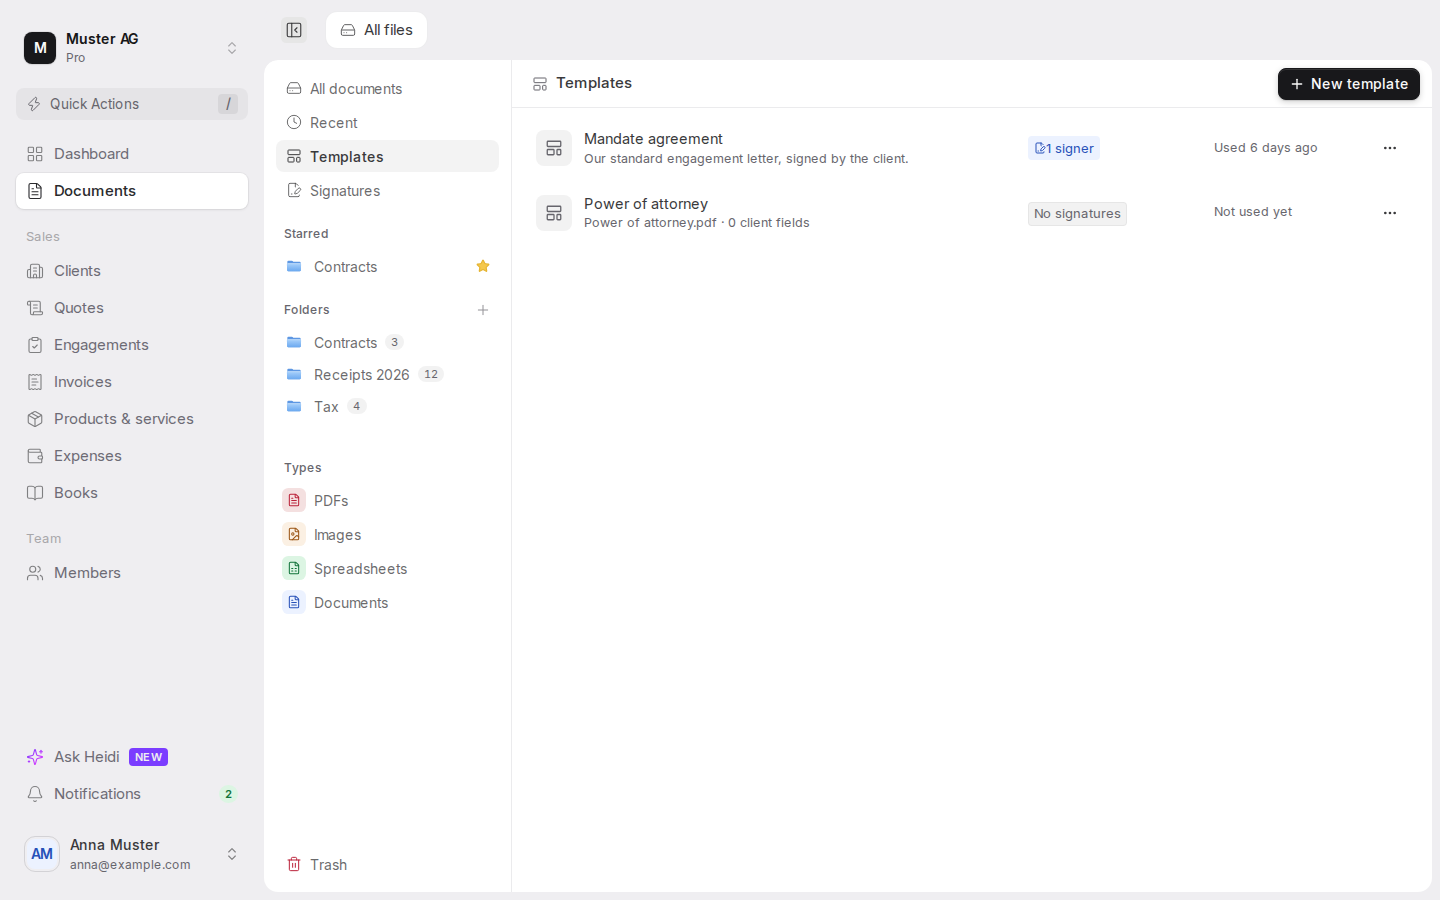 M
Muster AG
Pro
Quick Actions
/
Dashboard
Documents
Sales
Clients
Quotes
Engagements
Invoices
Products & services
Expenses
Books
Team
Members
Ask Heidi NEW
Notifications 2
AM
Anna Muster
anna@example.com
All files
All documents
Recent
Templates
Signatures
Starred
Contracts
Folders
Contracts 3
Receipts 2026 12
Tax 4
Types
PDFs
Images
Spreadsheets
Documents
Trash
Templates
New template
Mandate agreement
Our standard engagement letter, signed by the client.
1 signer
Used 6 days ago
Power of attorney
Power of attorney.pdf · 0 client fields
No signatures
Not used yet